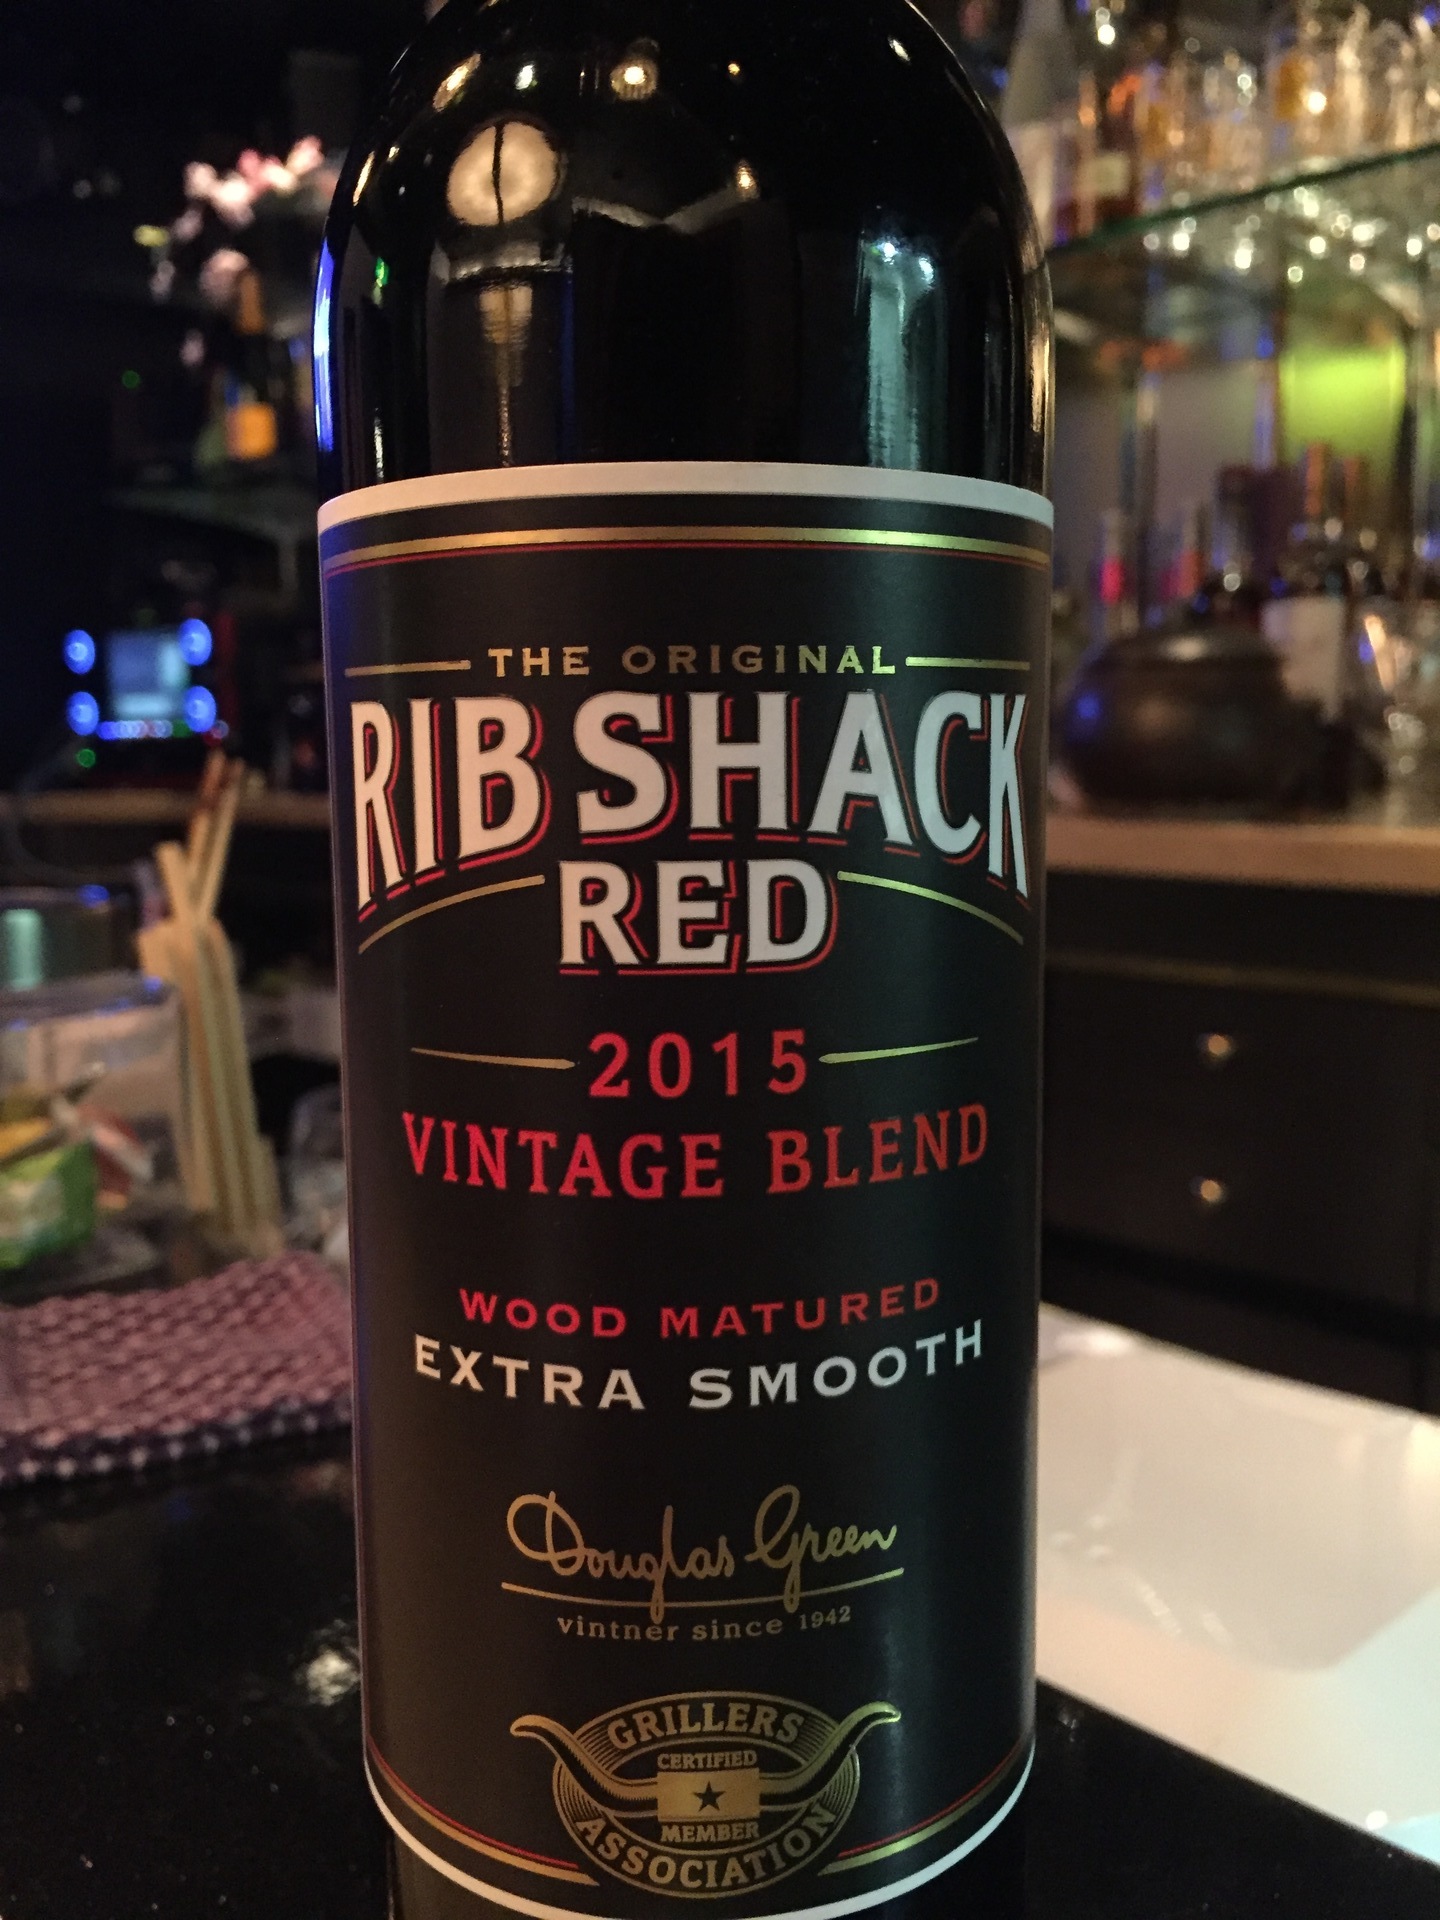 THE ORIGINAL
RIB SHACK
RED
2015
VINTAGE BLEND
WOOD MATURED
EXTRA SMOOTH
Douglas Green
vintner since 1942
GRILLERS
CERTIFIED
MEMBER
ASSOCIATION